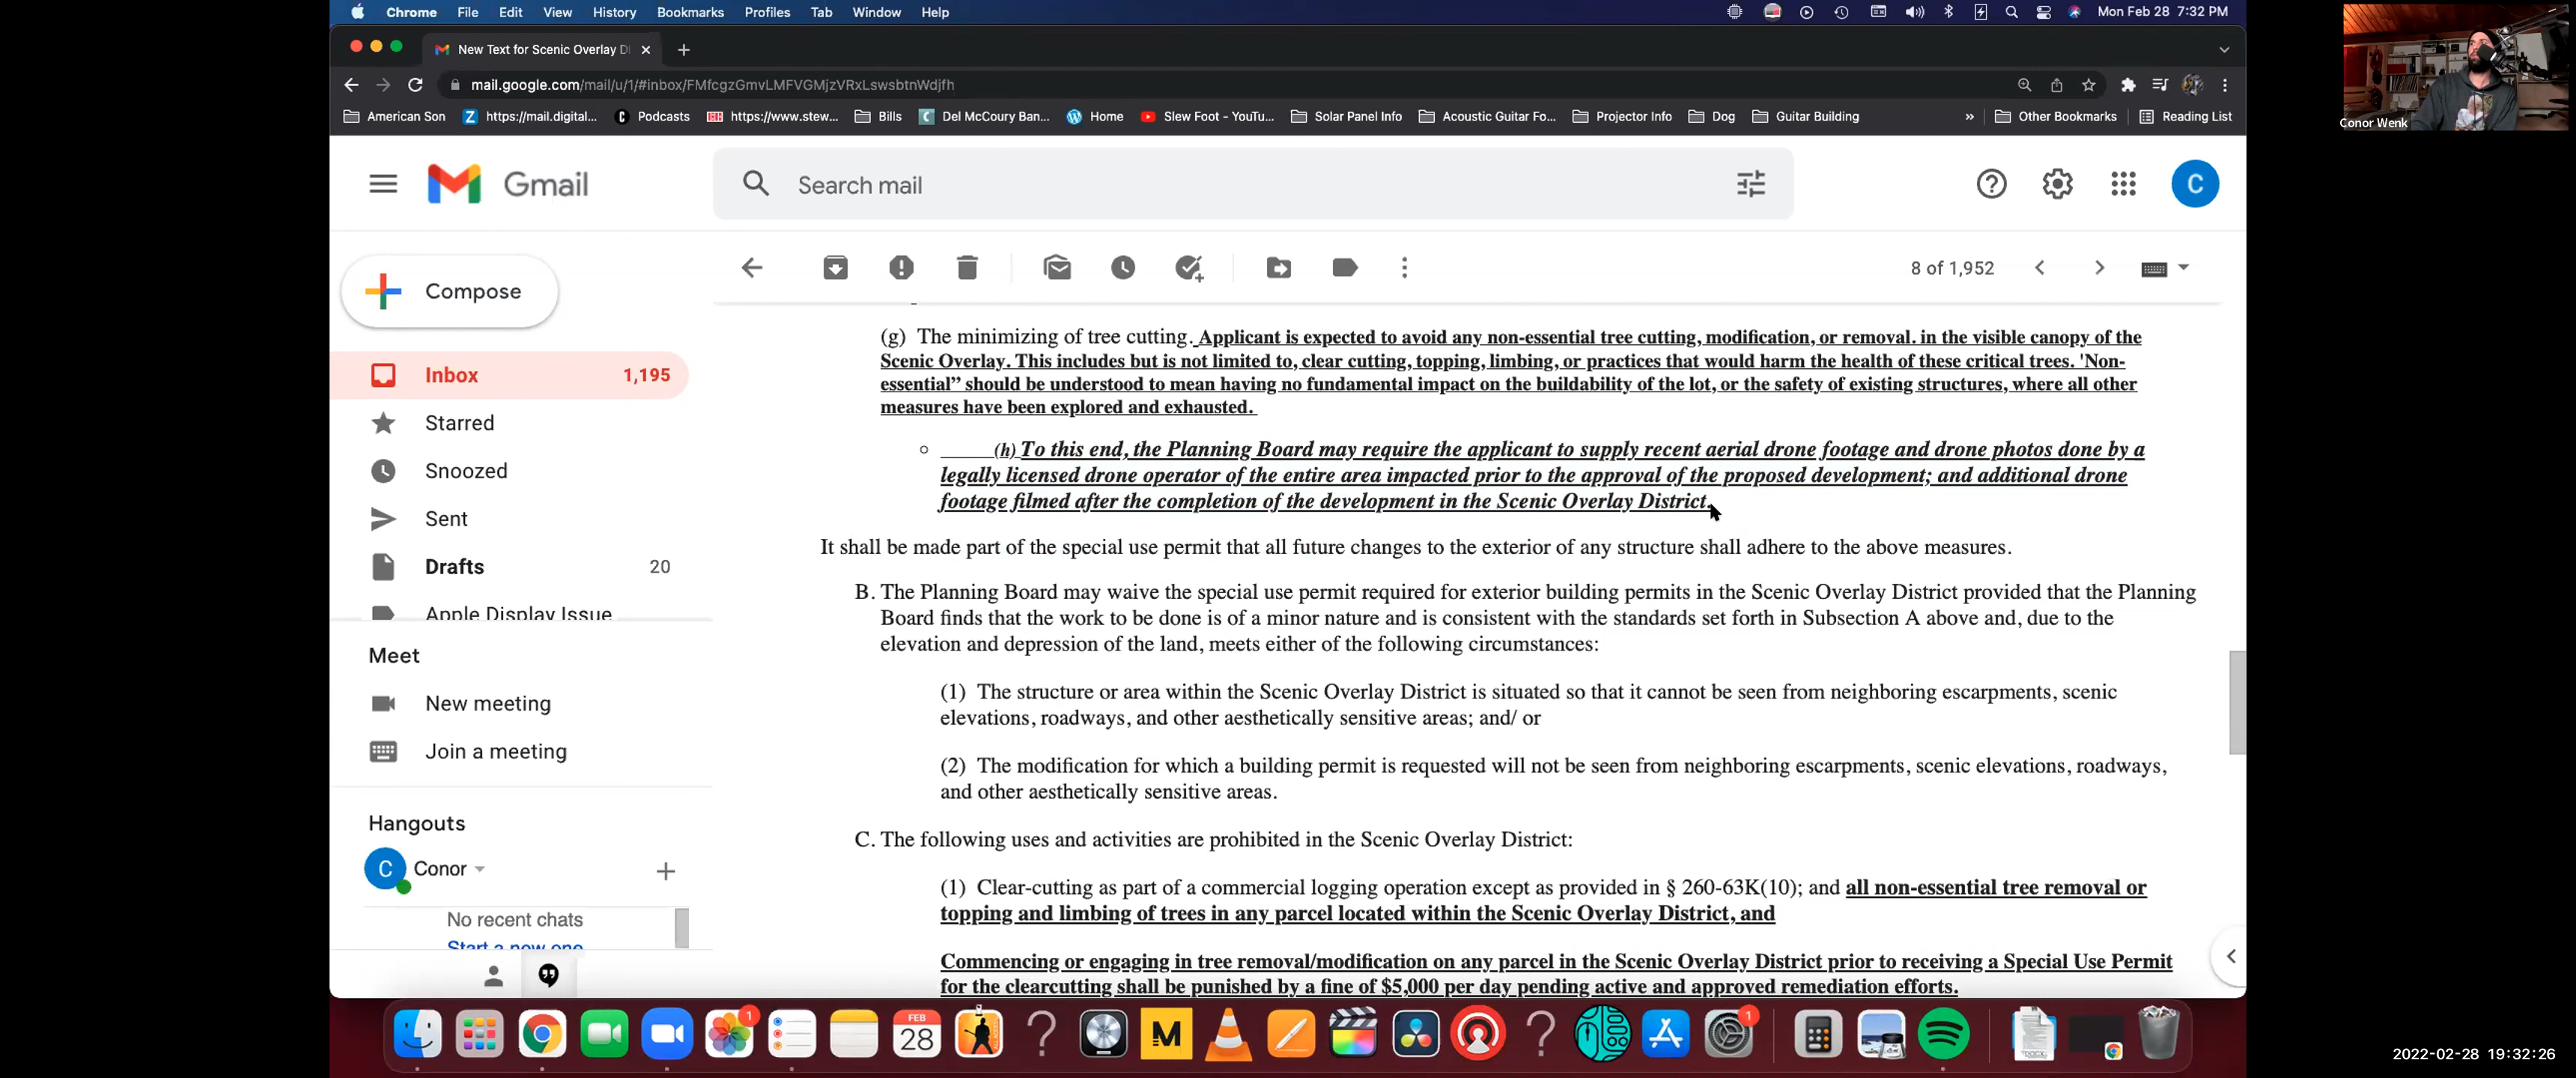 Chrome File Edit View History Bookmarks Profiles Tab Window Help Mon Feb 28 7:32 PM
New Text for Scenic Overlay Di
mail.google.com/mail/u/1/#inbox/FMfcgzGmvLMFVGMjzVRxLswsbtnWdjfh
American Son https://mail.digital... Podcasts https://www.stew... Bills Del McCoury Ban... Home Slew Foot - YouTu... Solar Panel Info Acoustic Guitar Fo... Projector Info Dog Guitar Building » Other Bookmarks Reading List
Conor Wenk
Gmail
Search mail
C
Compose
8 of 1,952
Inbox 1,195
Starred
Snoozed
Sent
Drafts 20
Apple Display Issue
Meet
New meeting
Join a meeting
Hangouts
C Conor
No recent chats
Start a new one
(g) The minimizing of tree cutting. Applicant is expected to avoid any non-essential tree cutting, modification, or removal. in the visible canopy of the
Scenic Overlay. This includes but is not limited to, clear cutting, topping, limbing, or practices that would harm the health of these critical trees. 'Non-
essential” should be understood to mean having no fundamental impact on the buildability of the lot, or the safety of existing structures, where all other
measures have been explored and exhausted.
(h) To this end, the Planning Board may require the applicant to supply recent aerial drone footage and drone photos done by a
legally licensed drone operator of the entire area impacted prior to the approval of the proposed development; and additional drone
footage filmed after the completion of the development in the Scenic Overlay District.
It shall be made part of the special use permit that all future changes to the exterior of any structure shall adhere to the above measures.
B. The Planning Board may waive the special use permit required for exterior building permits in the Scenic Overlay District provided that the Planning
Board finds that the work to be done is of a minor nature and is consistent with the standards set forth in Subsection A above and, due to the
elevation and depression of the land, meets either of the following circumstances:
(1) The structure or area within the Scenic Overlay District is situated so that it cannot be seen from neighboring escarpments, scenic
elevations, roadways, and other aesthetically sensitive areas; and/ or
(2) The modification for which a building permit is requested will not be seen from neighboring escarpments, scenic elevations, roadways,
and other aesthetically sensitive areas.
C. The following uses and activities are prohibited in the Scenic Overlay District:
(1) Clear-cutting as part of a commercial logging operation except as provided in § 260-63K(10); and all non-essential tree removal or
topping and limbing of trees in any parcel located within the Scenic Overlay District, and
Commencing or engaging in tree removal/modification on any parcel in the Scenic Overlay District prior to receiving a Special Use Permit
for the clearcutting shall be punished by a fine of $5,000 per day pending active and approved remediation efforts.
1
FEB
28
M
1
2022-02-28 19:32:26